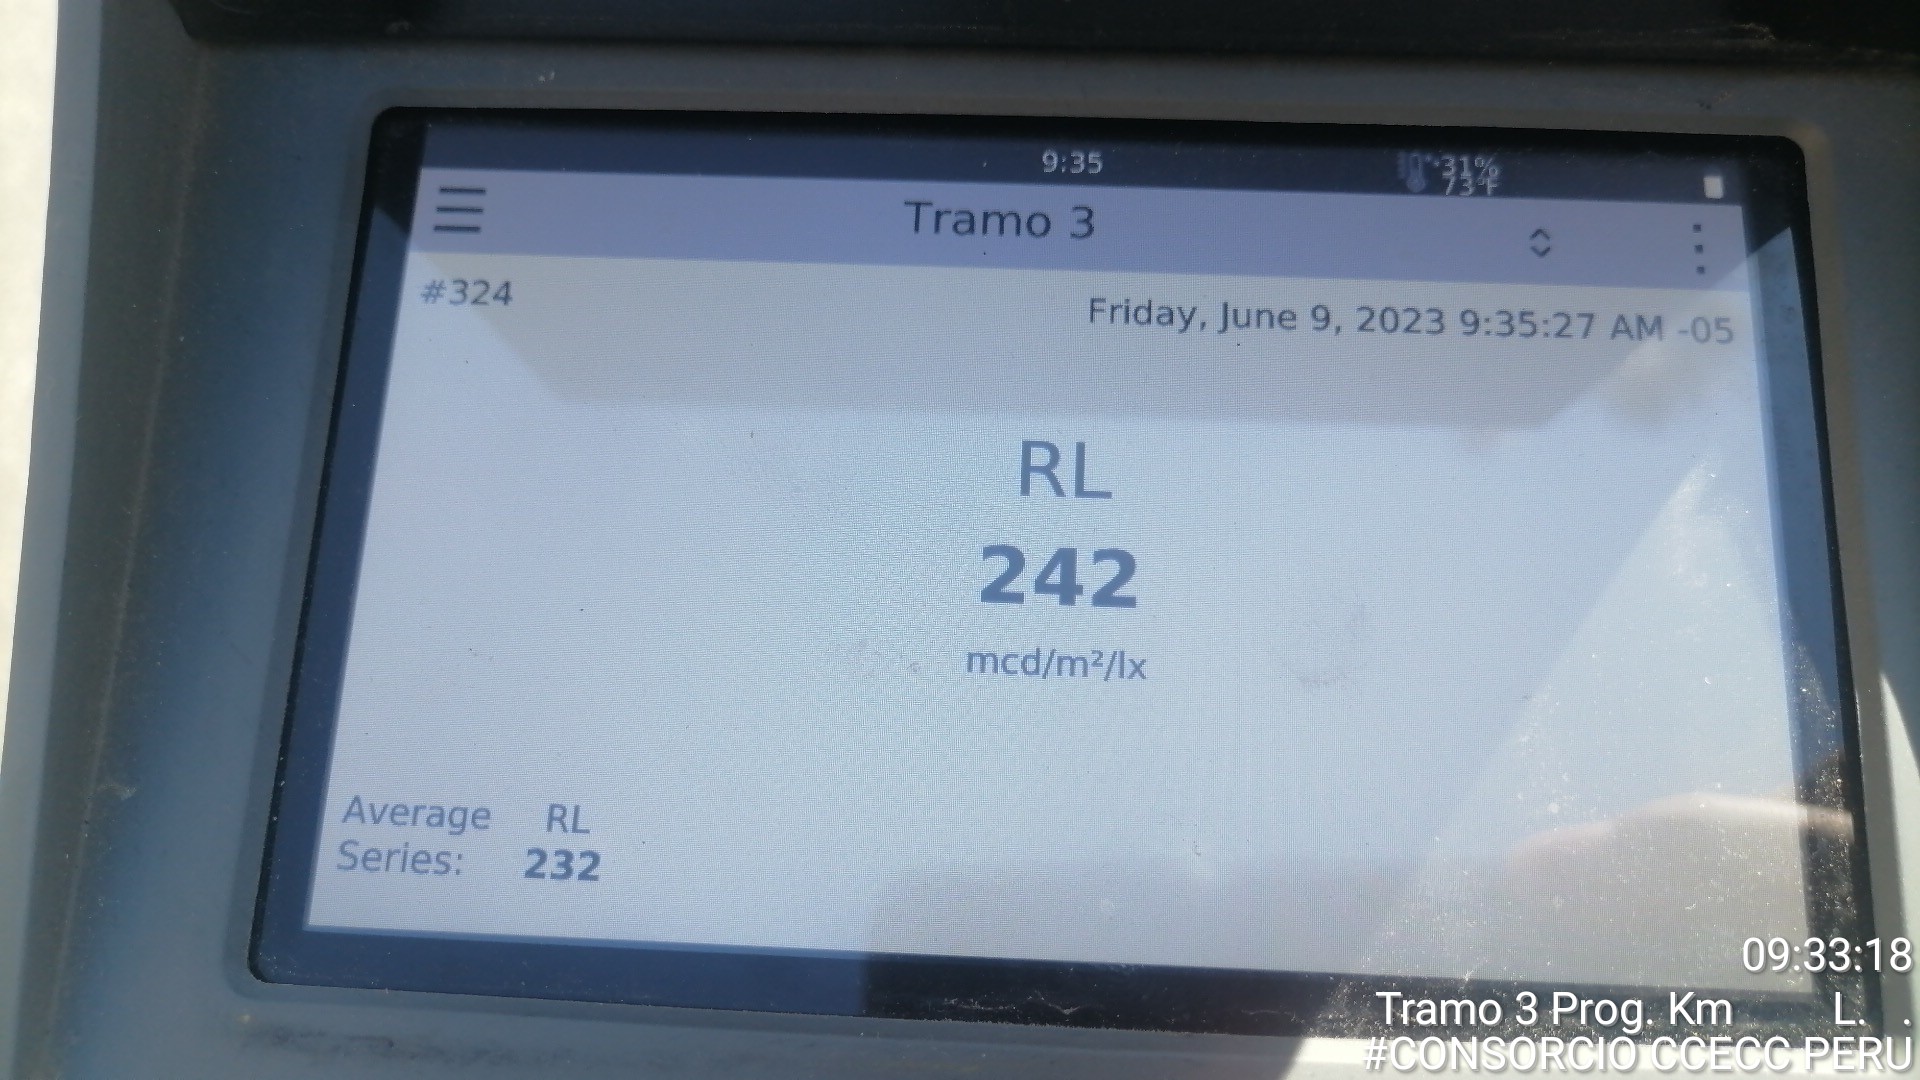 9:35
31%
73°F
Tramo 3
#324
Friday, June 9, 2023 9:35:27 AM -05
RL
242
mcd/m²/lx
Average RL
Series: 232
09:33:18
Tramo 3 Prog. Km L. .
#CONSORCIO CCECC PERU